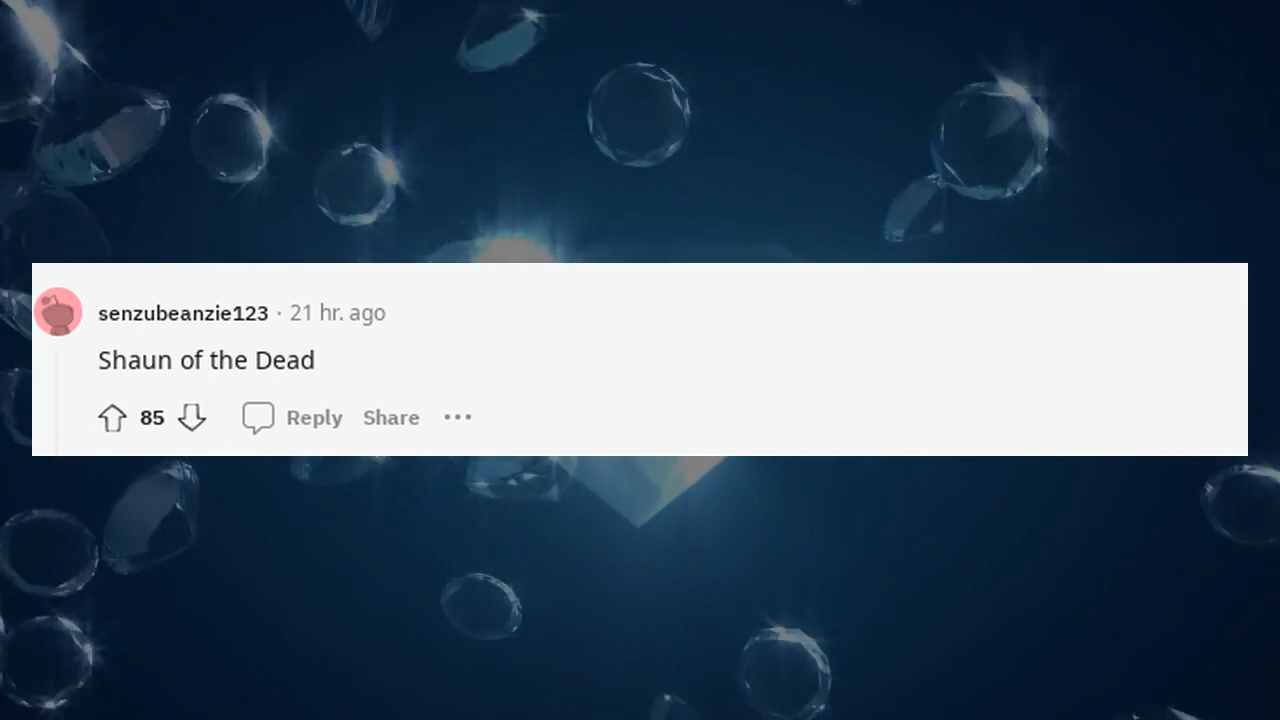 senzubeanzie123 · 21 hr. ago
Shaun of the Dead
85 Reply Share ···